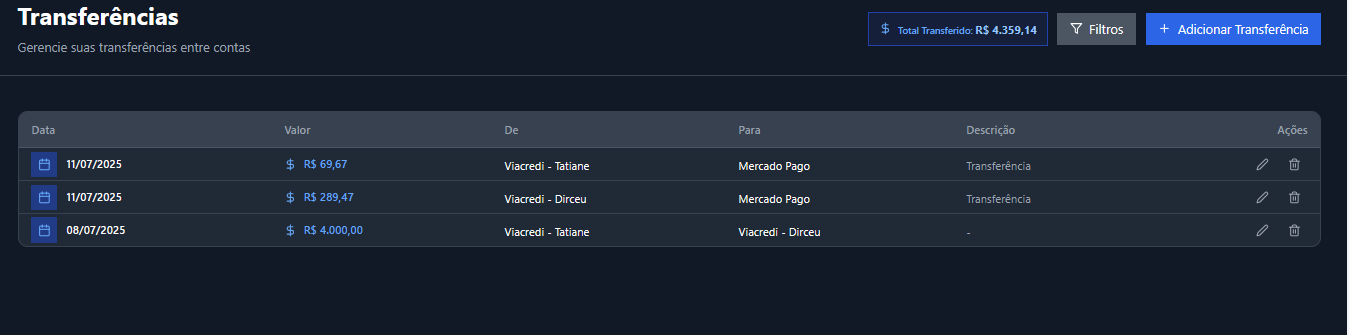 Transferências
Gerencie suas transferências entre contas
Total Transferido: R$ 4.359,14
Filtros
+ Adicionar Transferência
Data Valor De Para Descrição Ações
11/07/2025 $ R$ 69,67 Viacredi - Tatiane Mercado Pago Transferência
11/07/2025 $ R$ 289,47 Viacredi - Dirceu Mercado Pago Transferência
08/07/2025 $ R$ 4.000,00 Viacredi - Tatiane Viacredi - Dirceu -